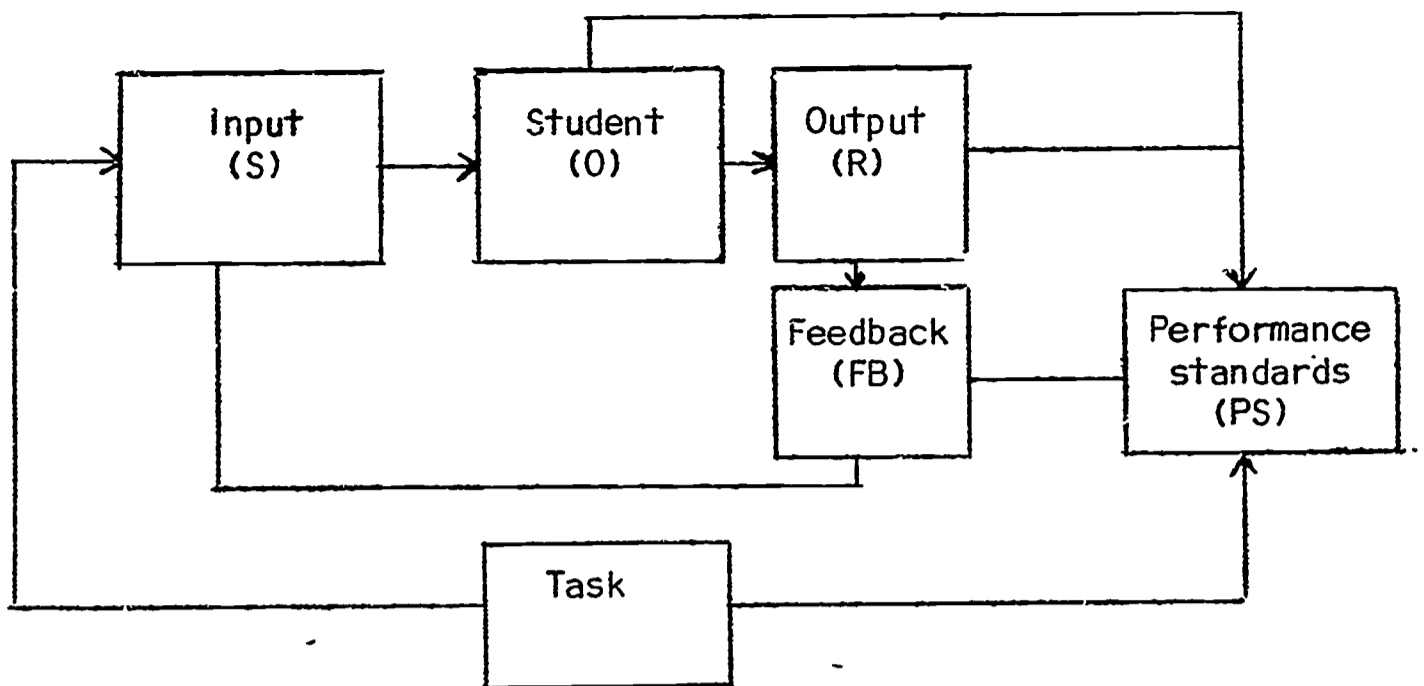 Input
(S)
Student
(O)
Output
(R)
Feedback
(FB)
Performance
standards
(PS)
Task